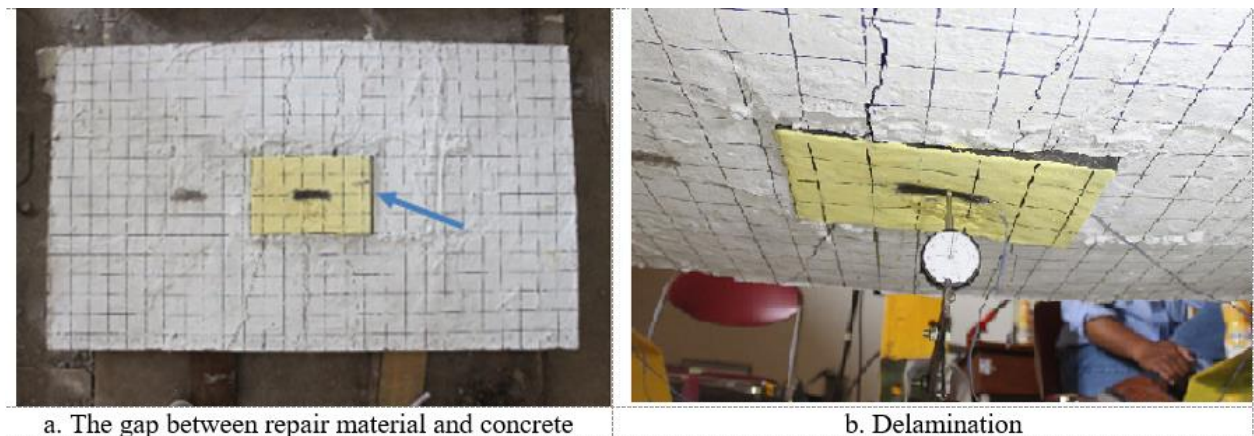 a. The gap between repair material and concrete
b. Delamination